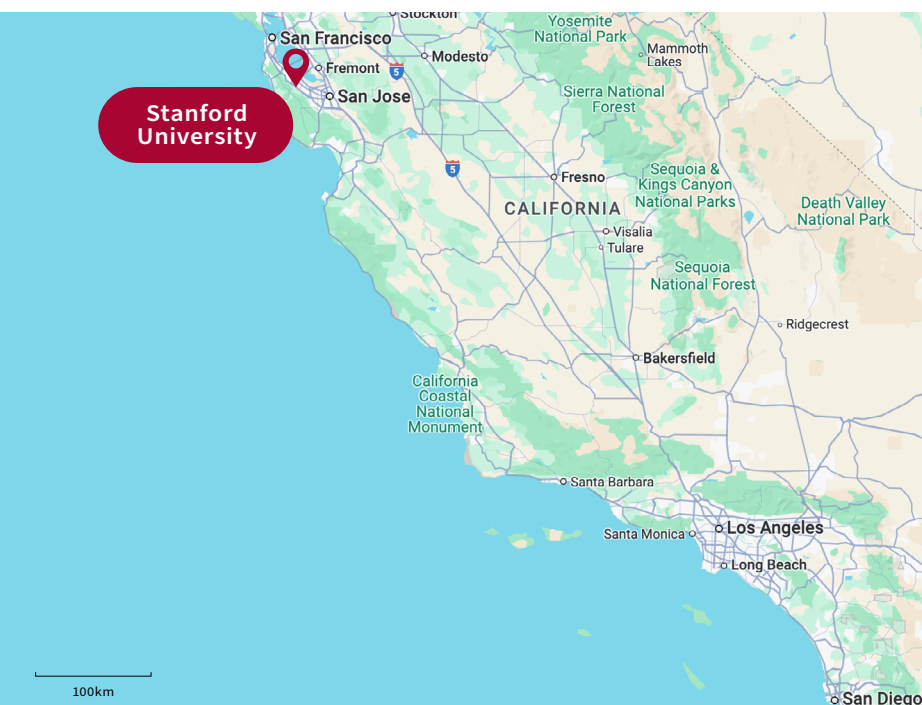 Stockton
San Francisco
Yosemite
National Park
Mammoth
Lakes
Modesto
Fremont
5
San Jose
Sierra National
Forest
Stanford
University
5
Fresno
Sequoia &
Kings Canyon
National Parks
CALIFORNIA
Death Valley
National Park
Visalia
Tulare
Sequoia
National Forest
Ridgecrest
Bakersfield
California
Coastal
National
Monument
Santa Barbara
Santa Monica
Los Angeles
Long Beach
100km
San Diego